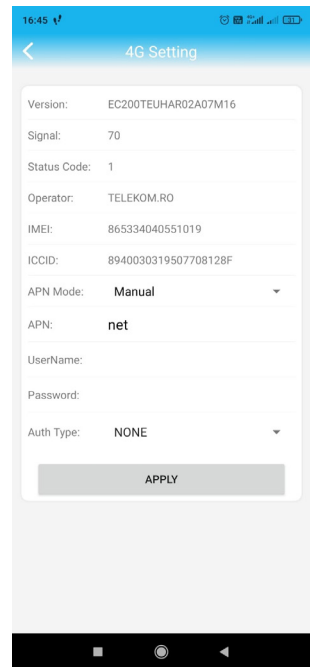 16:45
31
4G Setting
Version: EC200TEUHAR02A07M16
Signal: 70
Status Code: 1
Operator: TELEKOM.RO
IMEI: 865334040551019
ICCID: 8940030319507708128F
APN Mode: Manual
APN: net
UserName:
Password:
Auth Type: NONE
APPLY